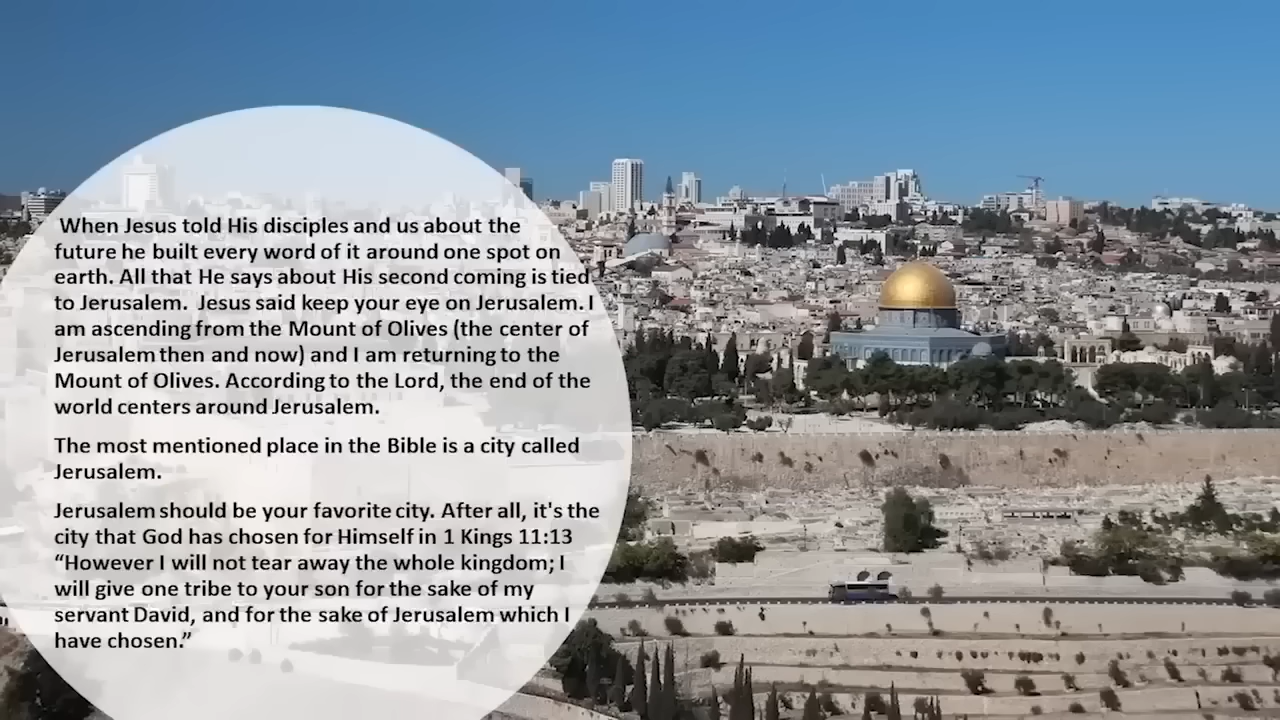 When Jesus told His disciples and us about the
future he built every word of it around one spot on
earth. All that He says about His second coming is tied
to Jerusalem. Jesus said keep your eye on Jerusalem. I
am ascending from the Mount of Olives (the center of
Jerusalem then and now) and I am returning to the
Mount of Olives. According to the Lord, the end of the
world centers around Jerusalem.
The most mentioned place in the Bible is a city called
Jerusalem.
Jerusalem should be your favorite city. After all, it's the
city that God has chosen for Himself in 1 Kings 11:13
“However I will not tear away the whole kingdom; I
will give one tribe to your son for the sake of my
servant David, and for the sake of Jerusalem which I
have chosen.”